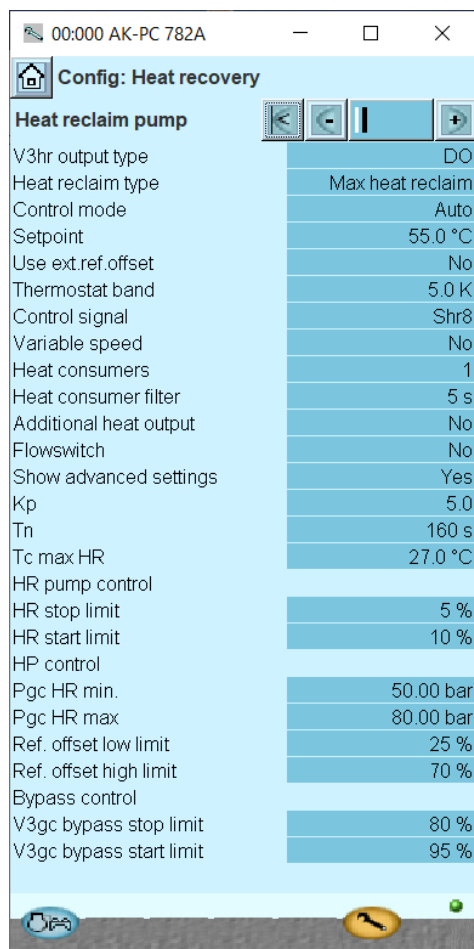 00:000 AK-PC 782A
Config: Heat recovery
Heat reclaim pump
V3hr output type DO
Heat reclaim type Max heat reclaim
Control mode Auto
Setpoint 55.0 °C
Use ext.ref.offset No
Thermostat band 5.0 K
Control signal Shr8
Variable speed No
Heat consumers 1
Heat consumer filter 5 s
Additional heat output No
Flowswitch No
Show advanced settings Yes
Kp 5.0
Tn 160 s
Tc max HR 27.0 °C
HR pump control
HR stop limit 5 %
HR start limit 10 %
HP control
Pgc HR min. 50.00 bar
Pgc HR max 80.00 bar
Ref. offset low limit 25 %
Ref. offset high limit 70 %
Bypass control
V3gc bypass stop limit 80 %
V3gc bypass start limit 95 %